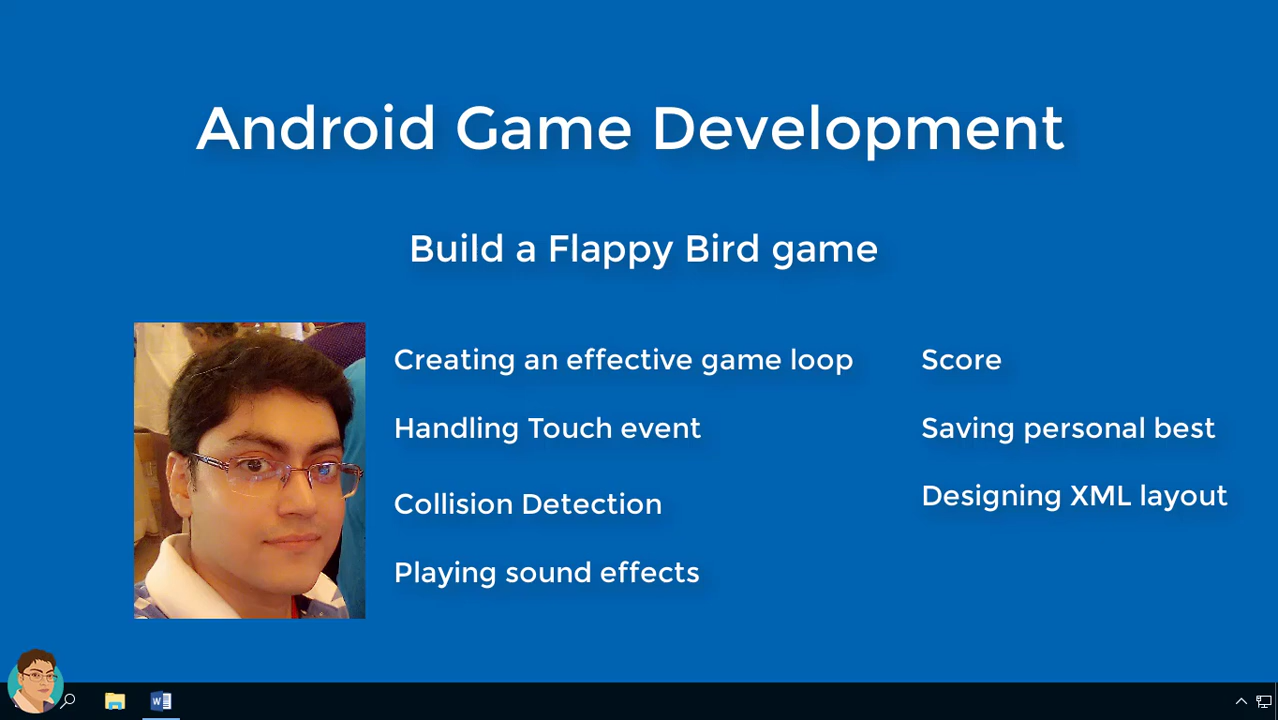 Android Game Development
Build a Flappy Bird game
Creating an effective game loop
Handling Touch event
Collision Detection
Playing sound effects
Score
Saving personal best
Designing XML layout
W